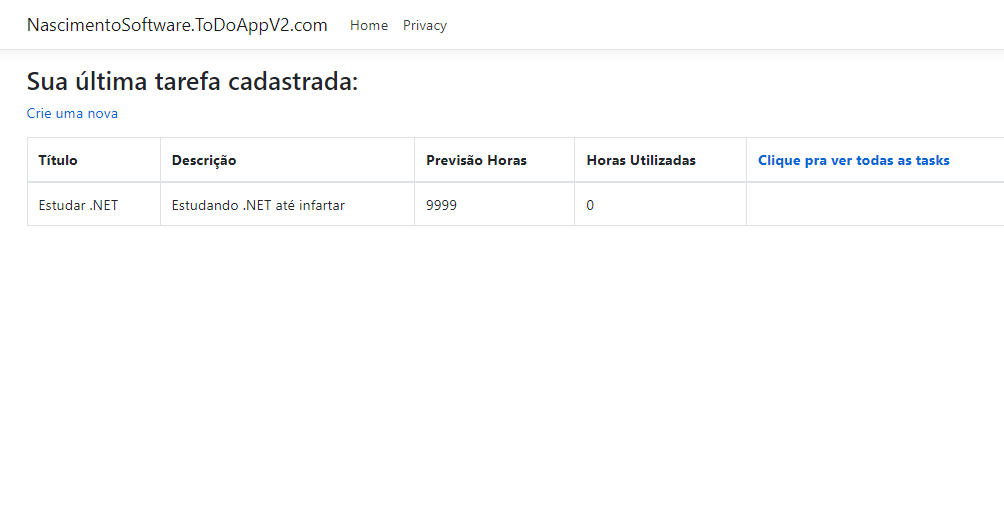 NascimentoSoftware.ToDoAppV2.com Home Privacy
Sua última tarefa cadastrada:
Crie uma nova
Título Descrição Previsão Horas Horas Utilizadas Clique pra ver todas as tasks
Estudar .NET Estudando .NET até infartar 9999 0